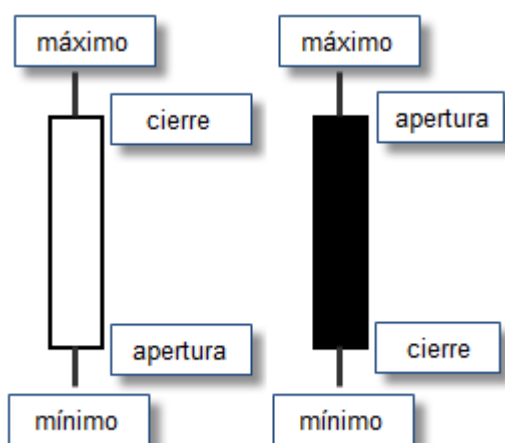 máximo
máximo
cierre
apertura
apertura
cierre
mínimo
mínimo